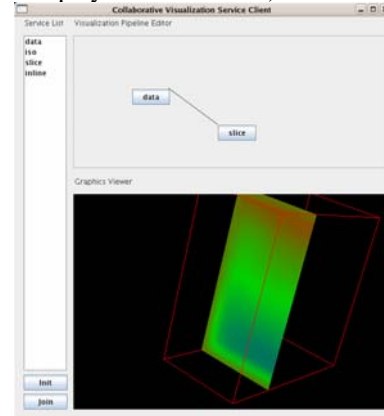 Collaborative Visualization Service Client
Service List
Visualization Pipeline Editor
data
iso
slice
inline
data
slice
Graphics Viewer
Init
Join